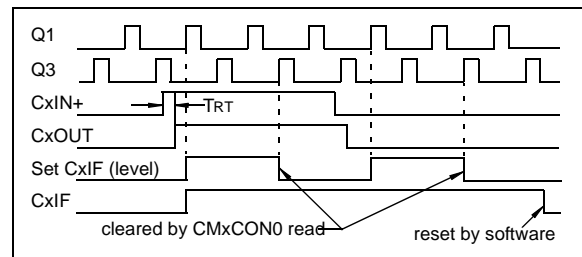 Q1
Q3
CxIN+
TRT
CxOUT
Set CxIF (level)
CxIF
cleared by CMxCON0 read
reset by software